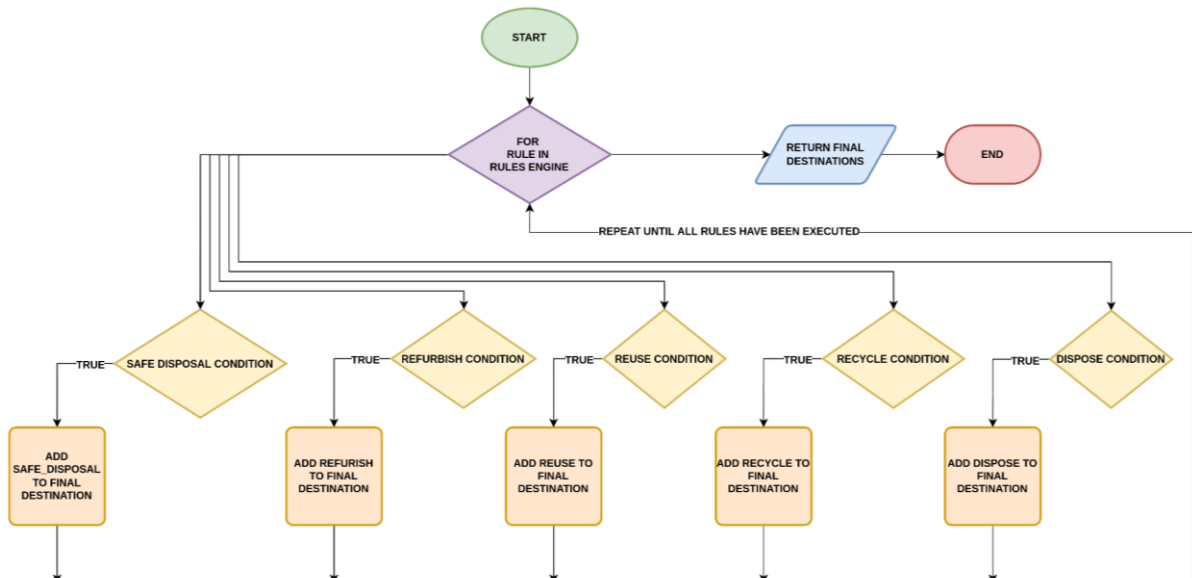 START
FOR
RULE IN
RULES ENGINE
RETURN FINAL
DESTINATIONS
END
REPEAT UNTIL ALL RULES HAVE BEEN EXECUTED
SAFE DISPOSAL CONDITION
REFURBISH CONDITION
REUSE CONDITION
RECYCLE CONDITION
DISPOSE CONDITION
TRUE
TRUE
TRUE
TRUE
TRUE
ADD
SAFE_DISPOSAL
TO FINAL
DESTINATION
ADD REFURISH
TO FINAL
DESTINATION
ADD REUSE TO
FINAL
DESTINATION
ADD RECYCLE TO
FINAL
DESTINATION
ADD DISPOSE TO
FINAL
DESTINATION